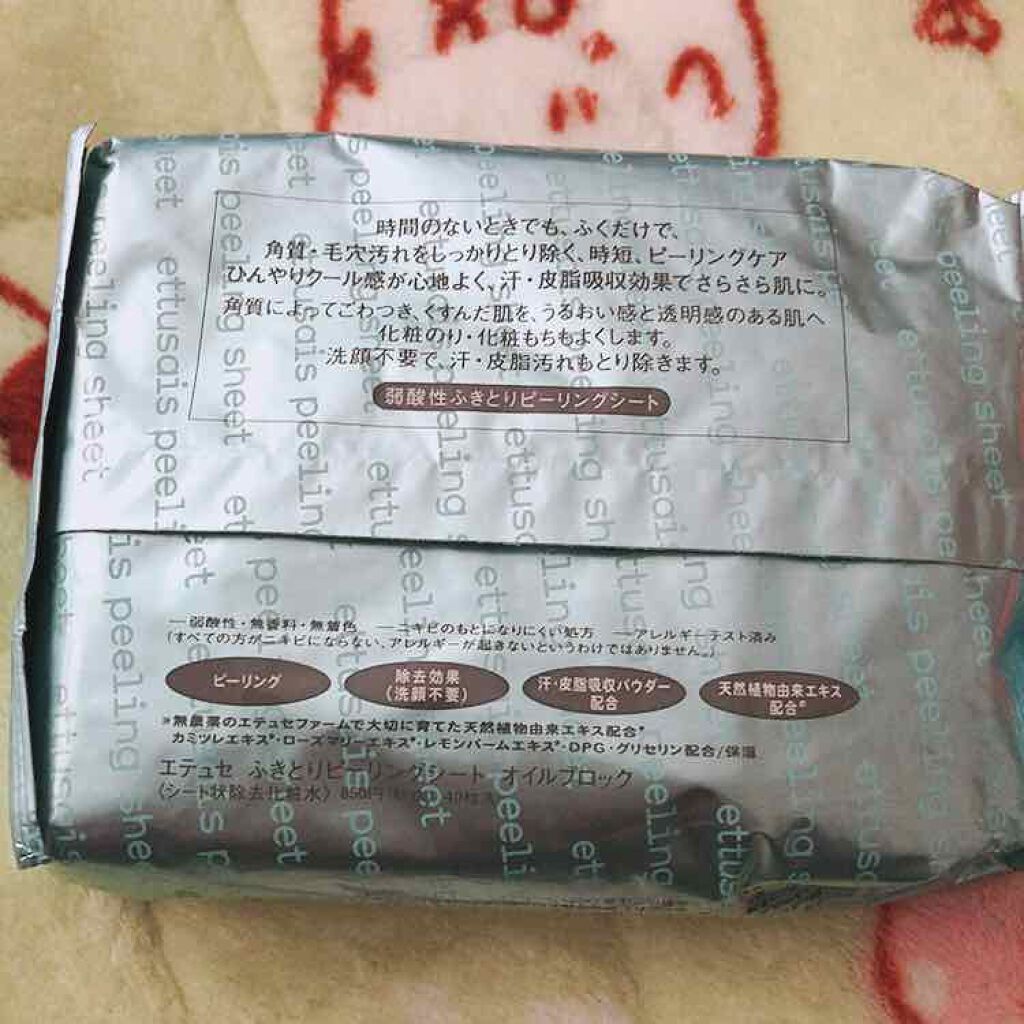 時間のないときでも、ふくだけで、
角質・毛穴汚れをしっかりとり除く、時短、ピーリングケア
ひんやりクール感が心地よく、汗・皮脂吸収効果でさらさら肌に。
角質によってごわつき、くすんだ肌を、うるおい感と透明感のある肌へ
化粧のり・化粧もちもよくします。
洗顔不要で、汗・皮脂汚れもとり除きます。
弱酸性ふきとりピーリングシート
ettusais peeling sheet
―弱酸性・無香料・無着色 ―ニキビのもとになりにくい処方 ―アレルギーテスト済み
(すべての方がニキビにならない、アレルギーが起きないというわけではありません。)
ピーリング
除去効果
(洗顔不要)
汗・皮脂吸収パウダー
配合
天然植物由来エキス
配合*
*無農薬のエテュセファームで大切に育てた天然植物由来エキス配合*
カミツレエキス*・ローズマリーエキス*・レモンバームエキス*・DPG・グリセリン配合/保湿
エテュセ ふきとりピーリングシート オイルブロック
〈シート状除去化粧水〉850円